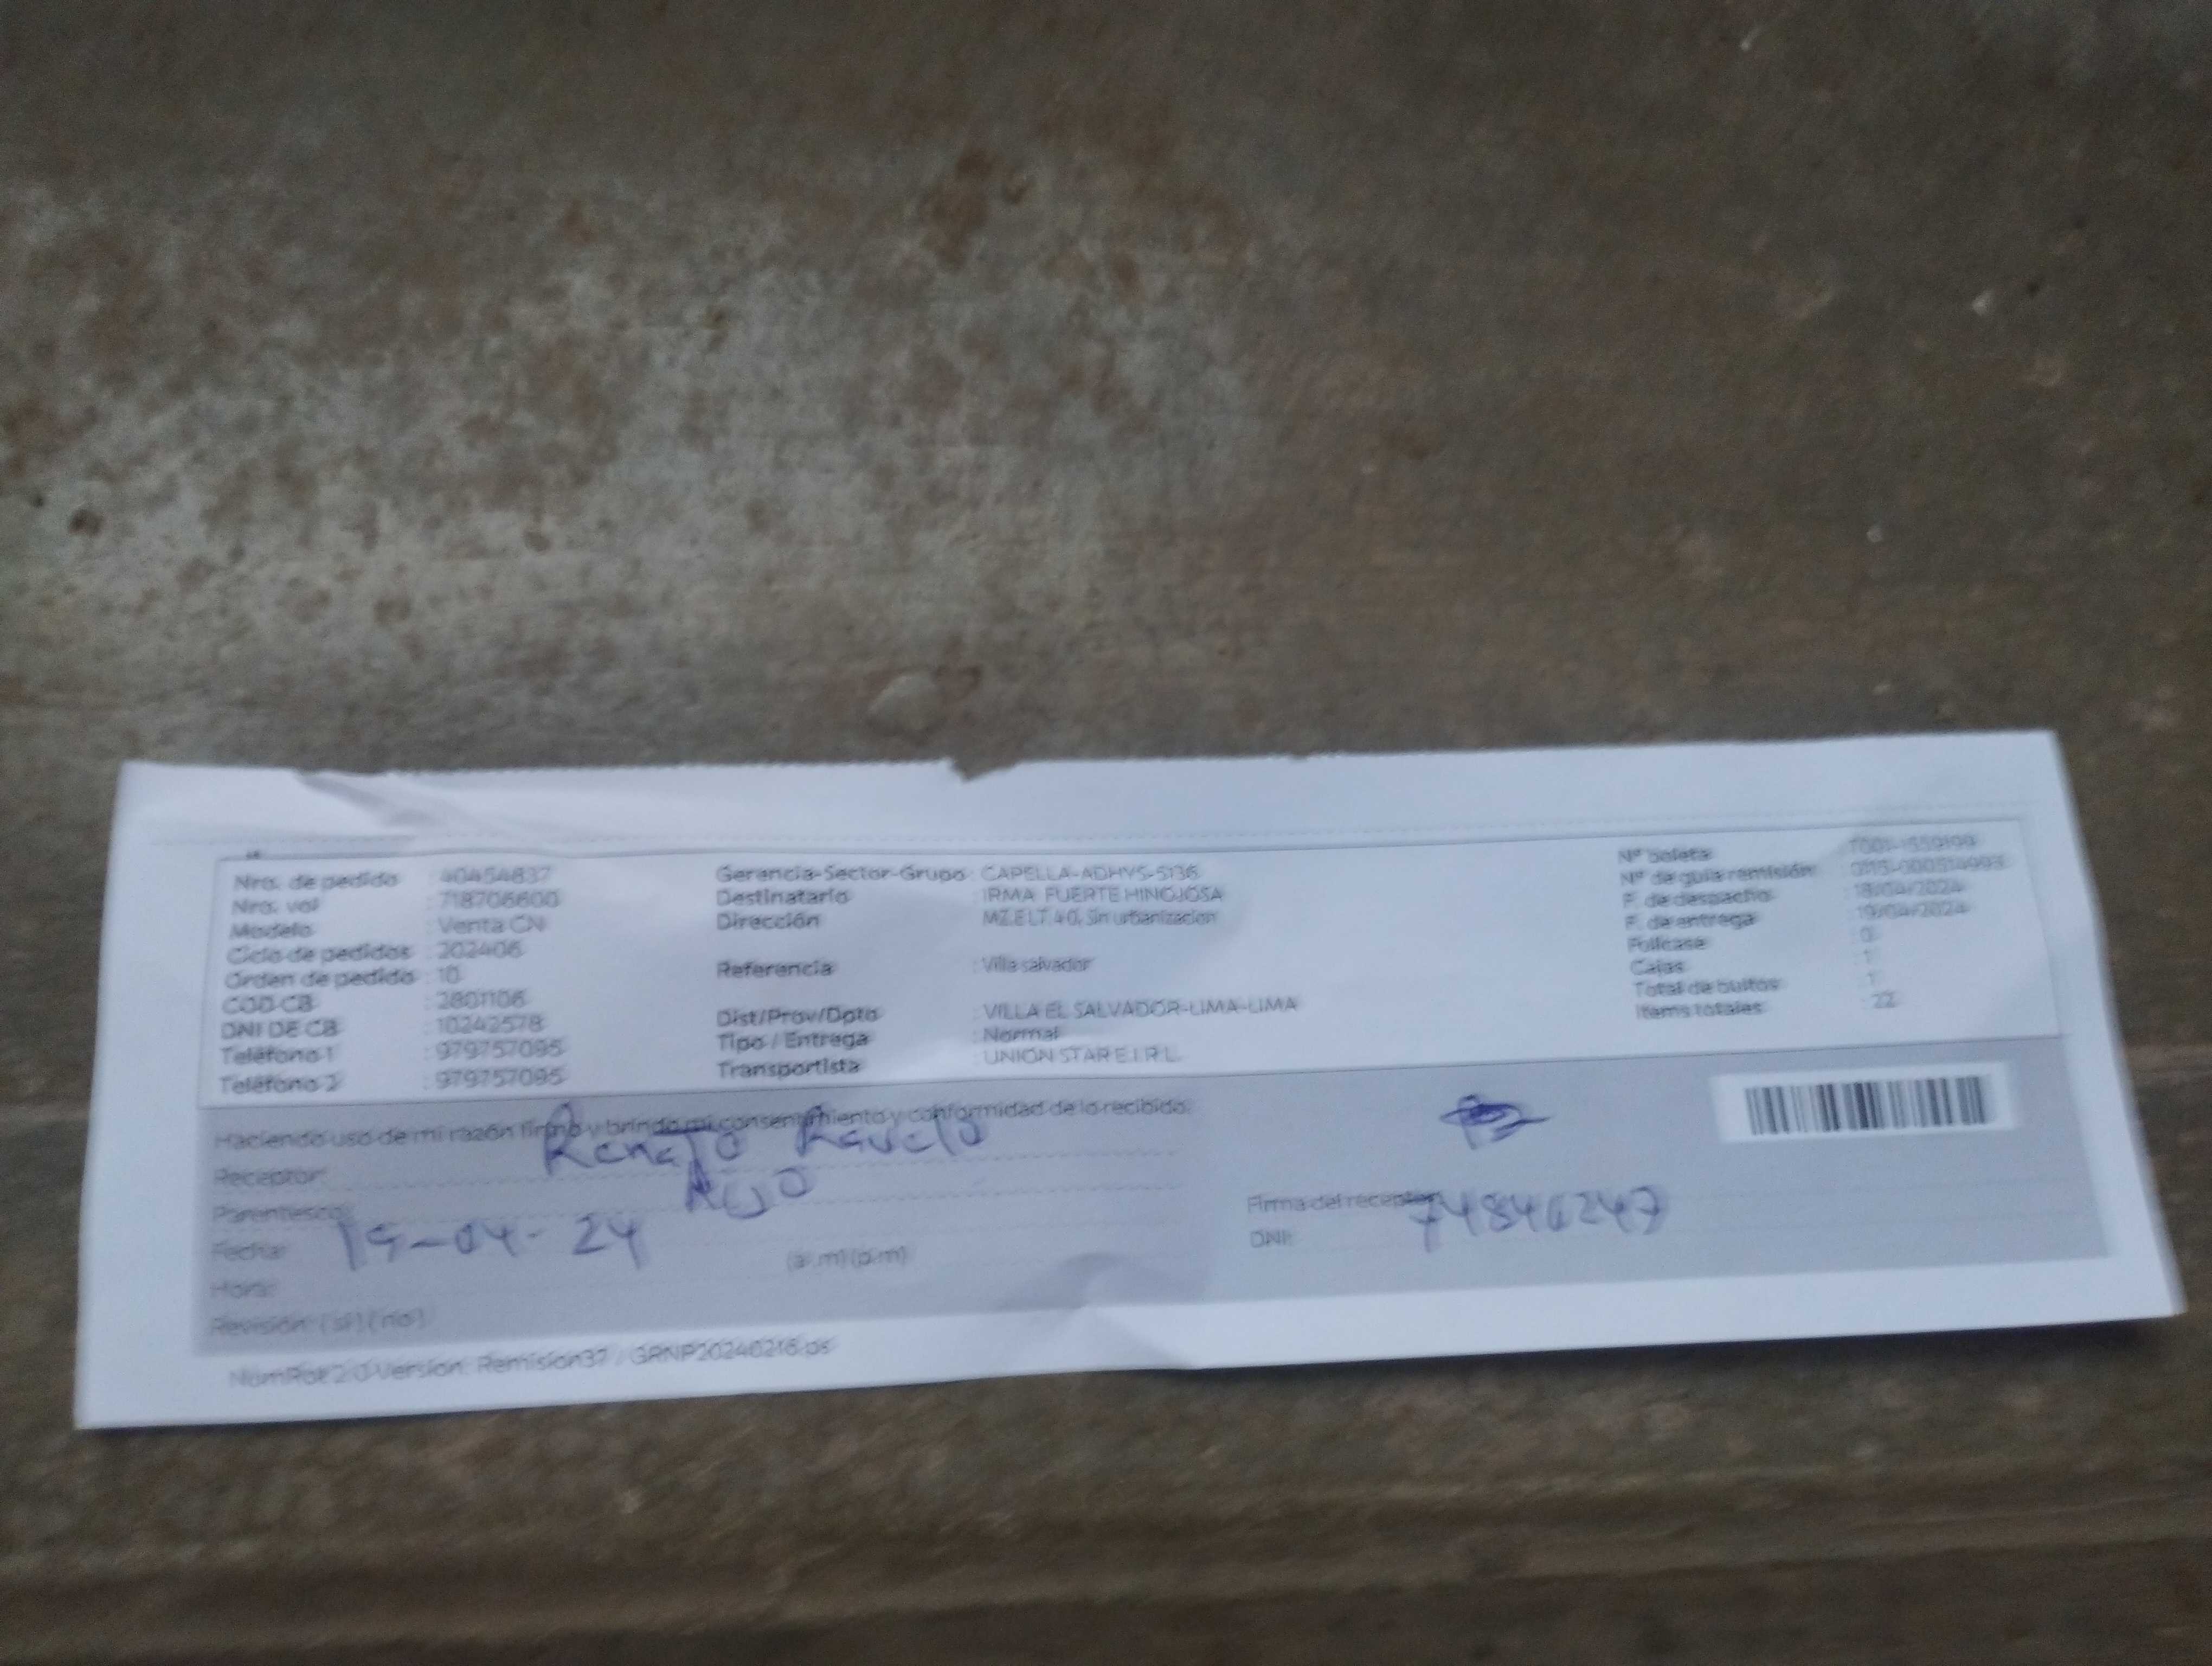 Nro. de pedido : 40454837
Nro. vol : 718706600
Modelo : Venta CN
Ciclo de pedidos : 202406
Orden de pedido : 10
COD CB : 2801106
DNI DE CB : 10242578
Teléfono 1 : 979757095
Teléfono 2 : 979757095
Gerencia-Sector-Grupo : CAPELLA-ADHYS-5136
Destinatario : IRMA FUERTE HINOJOSA
Dirección : MZ.E LT. 40, Sin urbanizacion
Referencia : Villa salvador
Dist/Prov/Dpto : VILLA EL SALVADOR-LIMA-LIMA
Tipo / Entrega : Normal
Transportista : UNION STAR E.I.R.L.
Nº boleta
Nº de guía remisión
F. de despacho : 18/04/2024
F. de entrega : 19/04/2024
Fullcase : 0
Cajas : 1
Total de bultos : 1
Items totales : 22
Haciendo uso de mi razón firmo y brindo mi consentimiento y conformidad de lo recibido.
Receptor: Renato
Parentesco:
Fecha: 19-04-24
Hora: (a.m) (p.m)
Revisión: (si) (no)
Firma del receptor:
DNI: 74846247
NumRot 2.0 Version: Remision37 / GRNP20240216.ps